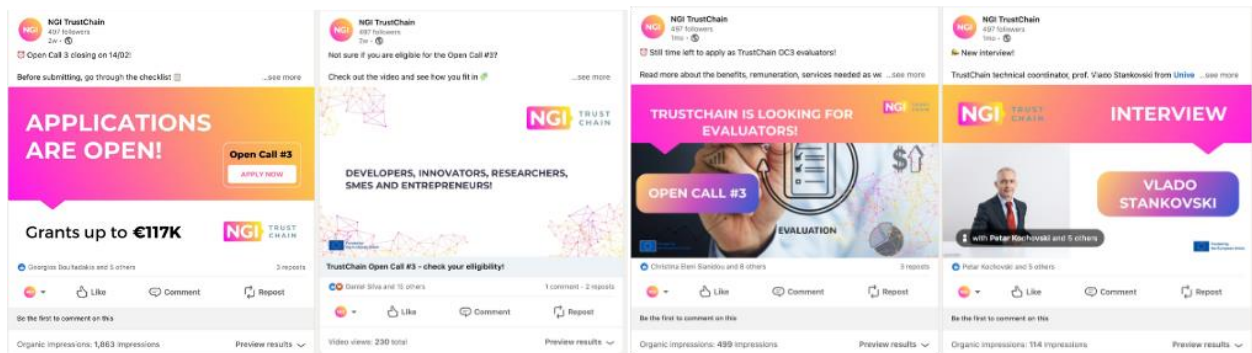 NGI TrustChain
497 followers
2w •
Open Call 3 closing on 14/02!
Before submitting, go through the checklist
...see more
APPLICATIONS
ARE OPEN!
Open Call #3
APPLY NOW
Grants up to €117K
NGI TRUST
CHAIN
and 5 others
3 reposts
Like
Comment
Repost
Be the first to comment on this
Organic impressions: 1,863 impressions
Preview results
NGI TrustChain
497 followers
2w •
Not sure if you are eligible for the Open Call #3?
Check out the video and see how you fit in
...see more
NGI TRUST
CHAIN
DEVELOPERS, INNOVATORS, RESEARCHERS,
SMES AND ENTREPRENEURS!
TrustChain Open Call #3 – check your elligibility!
Daniel Silva and 15 others
1 comment • 2 reposts
Like
Comment
Repost
Video views: 230 total
Preview results
NGI TrustChain
497 followers
1mo •
Still time left to apply as TrustChain OC3 evaluators!
Read more about the benefits, remuneration, services needed as we
...see more
NGI TRUST
CHAIN
TRUSTCHAIN IS LOOKING FOR
EVALUATORS!
OPEN CALL #3
EVALUATION
Christina Eleni Sianidou and 8 others
3 reposts
Like
Comment
Repost
Be the first to comment on this
Organic impressions: 499 impressions
Preview results
NGI TrustChain
497 followers
1mo •
New interview!
TrustChain technical coordinator, prof. Vlado Stankovski from Unive
...see more
NGI TRUST
CHAIN
INTERVIEW
VLADO
STANKOVSKI
with Petar Kochovski and 5 others
Petar Kochovski and 5 others
Like
Comment
Repost
Be the first to comment on this
Organic impressions: 114 impressions
Preview results